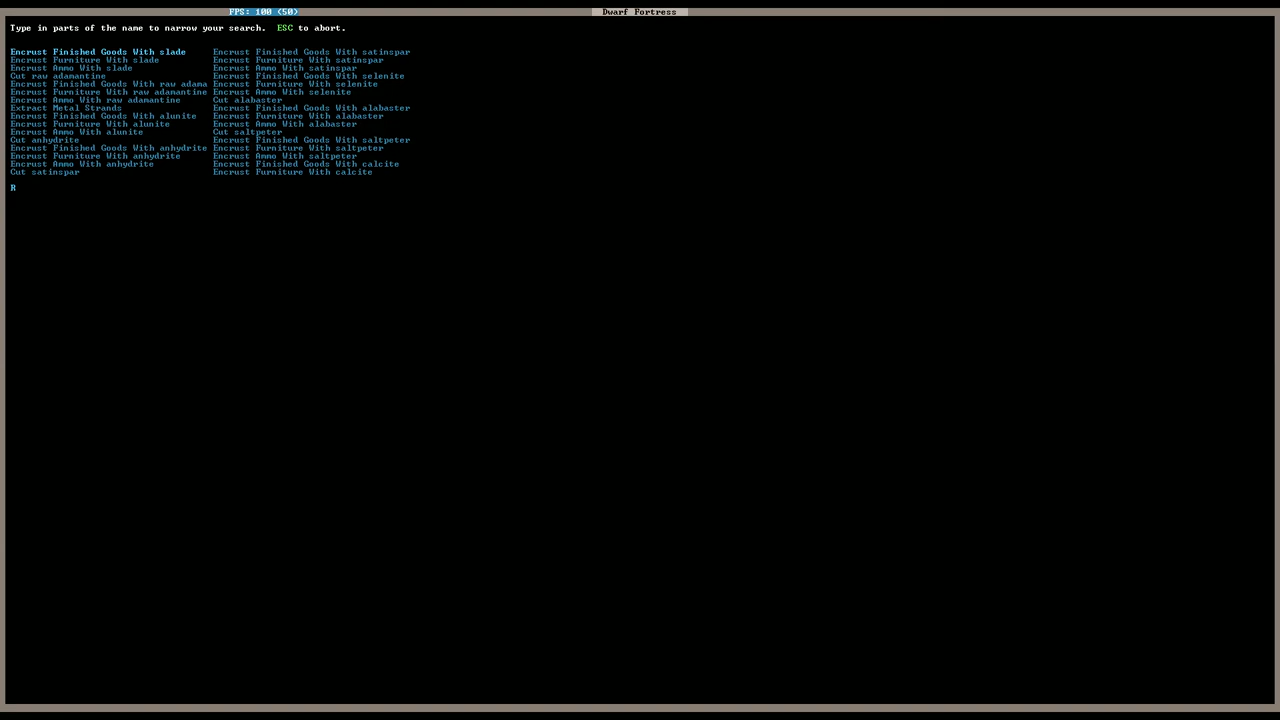 FPS: 100 (50) Dwarf Fortress
Type in parts of the name to narrow your search.  ESC to abort.
Encrust Finished Goods With slade Encrust Finished Goods With satinspar
Encrust Furniture With slade Encrust Furniture With satinspar
Encrust Ammo With slade Encrust Ammo With satinspar
Cut raw adamantine Encrust Finished Goods With selenite
Encrust Finished Goods With raw adama Encrust Furniture With selenite
Encrust Furniture With raw adamantine Encrust Ammo With selenite
Encrust Ammo With raw adamantine Cut alabaster
Extract Metal Strands Encrust Finished Goods With alabaster
Encrust Finished Goods With alunite Encrust Furniture With alabaster
Encrust Furniture With alunite Encrust Ammo With alabaster
Encrust Ammo With alunite Cut saltpeter
Cut anhydrite Encrust Finished Goods With saltpeter
Encrust Finished Goods With anhydrite Encrust Furniture With saltpeter
Encrust Furniture With anhydrite Encrust Ammo With saltpeter
Encrust Ammo With anhydrite Encrust Finished Goods With calcite
Cut satinspar Encrust Furniture With calcite
R